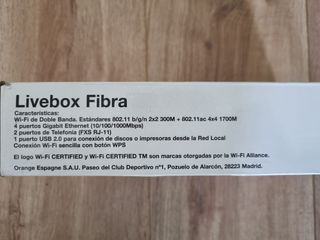 Livebox Fibra
Características:
Wi-Fi de Doble Banda. Estándares 802.11 b/g/n 2x2 300M + 802.11ac 4x4 1700M
4 puertos Gigabit Ethernet (10/100/1000Mbps)
2 puertos de Telefonía (FXS RJ-11)
1 puerto USB 2.0 para conexión de discos o impresoras desde la Red Local
Conexión Wi-Fi sencilla con botón WPS
El logo Wi-Fi CERTIFIED y Wi-Fi CERTIFIED TM son marcas otorgadas por la Wi-Fi Alliance.
Orange Espagne S.A.U. Paseo del Club Deportivo nº1, Pozuelo de Alarcón, 28223 Madrid.